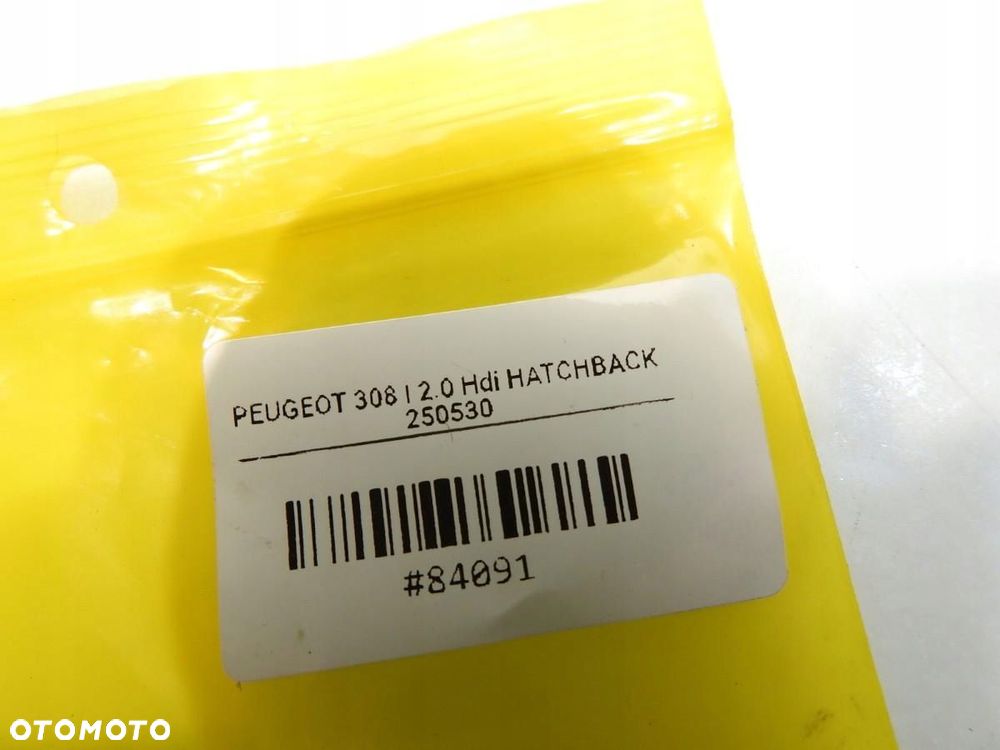 PEUGEOT 308 I 2.0 Hdi HATCHBACK
250530
#84091
OTOMOTO